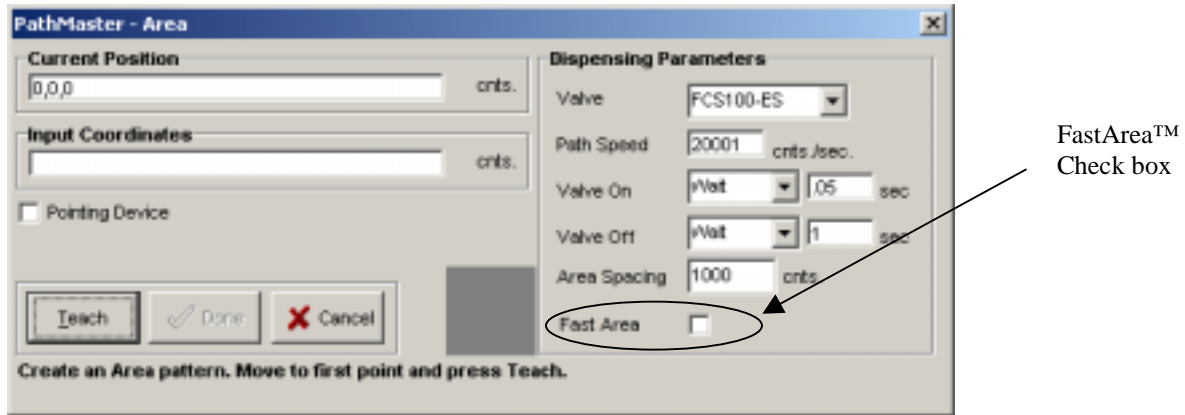 PathMaster - Area
Current Position
0,0,0 cnts.
Input Coordinates
cnts.
Pointing Device
Teach Done Cancel
Create an Area pattern. Move to first point and press Teach.
Dispensing Parameters
Valve FCS100-ES
Path Speed 20001 cnts./sec.
Valve On Wait .05 sec
Valve Off Wait 1 sec
Area Spacing 1000 cnts.
Fast Area
FastArea™
Check box